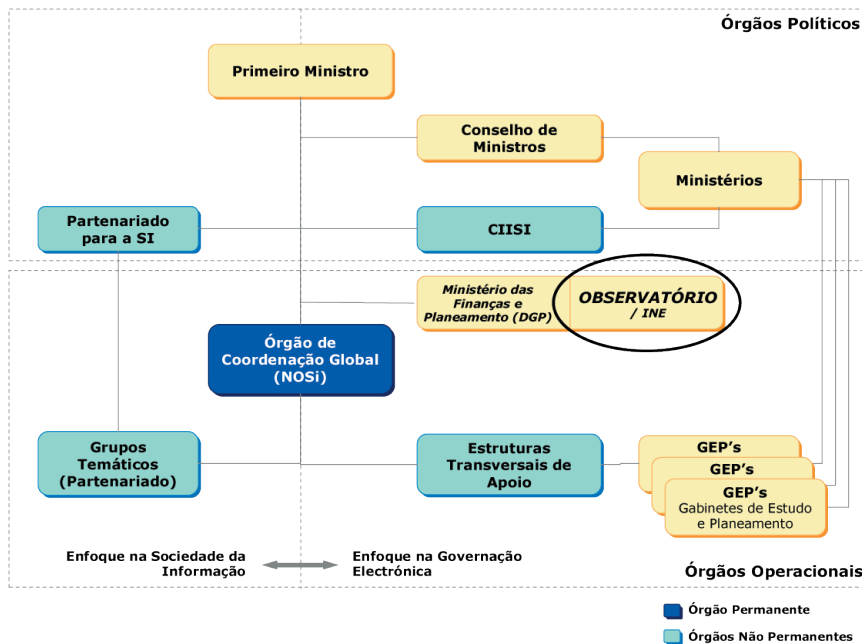 Órgãos Políticos
Primeiro Ministro
Conselho de
Ministros
Ministérios
Partenariado
para a SI
CIISI
Ministério das
Finanças e
Planeamento (DGP)
OBSERVATÓRIO
/ INE
Órgão de
Coordenação Global
(NOSi)
Grupos
Temáticos
(Partenariado)
Estruturas
Transversais de
Apoio
GEP's
GEP's
GEP's
Gabinetes de Estudo
e Planeamento
Enfoque na Sociedade da
Informação
Enfoque na Governação
Electrónica
Órgãos Operacionais
Órgão Permanente
Órgãos Não Permanentes